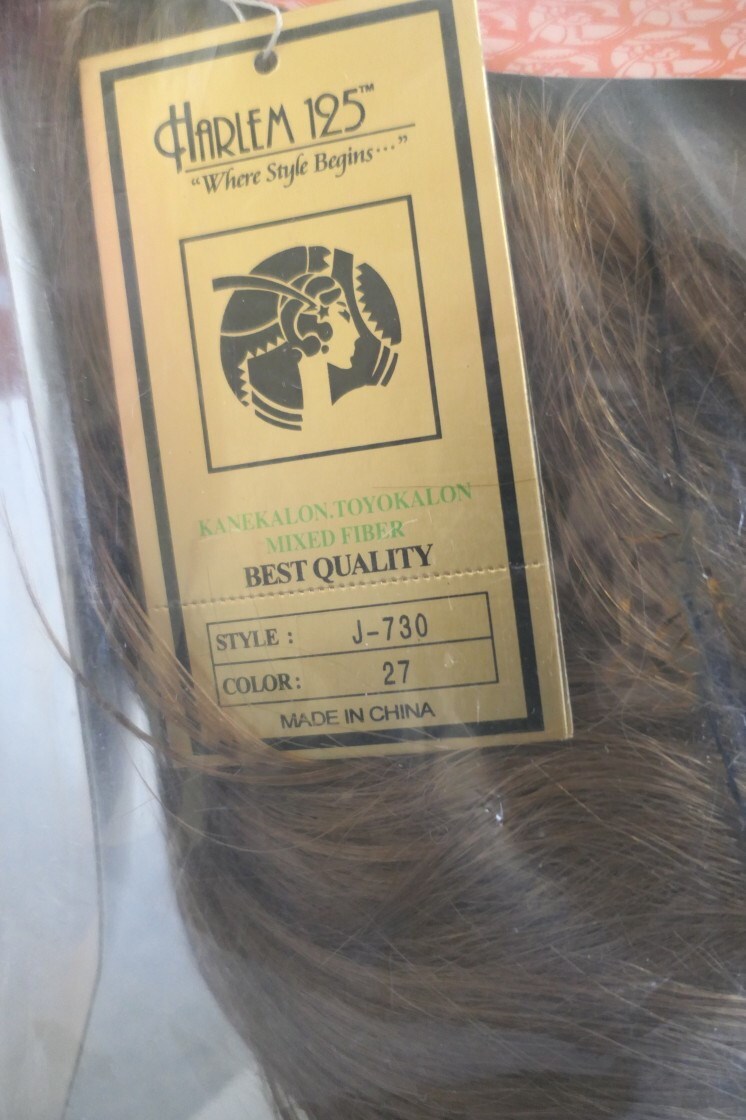 HARLEM 125™
“Where Style Begins...”
KANEKALON.TOYOKALON
MIXED FIBER
BEST QUALITY
STYLE : J-730
COLOR: 27
MADE IN CHINA